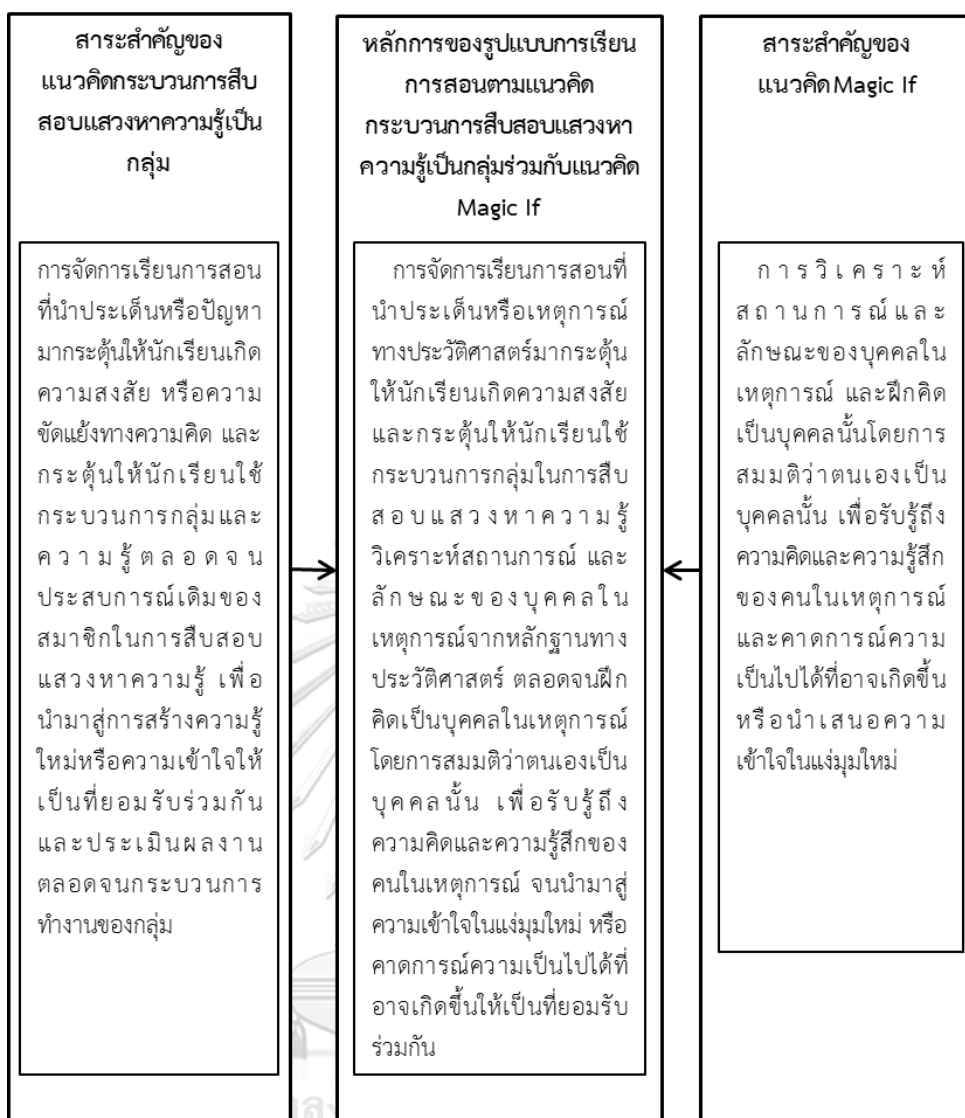 สาระสำคัญของ
แนวคิดกระบวนการสืบ
สอบแสวงหาความรู้เป็น
กลุ่ม
การจัดการเรียนการสอน
ที่นำประเด็นหรือปัญหา
มากระตุ้นให้นักเรียนเกิด
ความสงสัย หรือความ
ขัดแย้งทางความคิด และ
กระตุ้นให้นักเรียนใช้
กระบวนการกลุ่มและ
ความรู้ตลอดจน
ประสบการณ์เดิมของ
สมาชิกในการสืบสอบ
แสวงหาความรู้ เพื่อ
นำมาสู่การสร้างความรู้
ใหม่หรือความเข้าใจให้
เป็นที่ยอมรับร่วมกัน
และประเมินผลงาน
ตลอดจนกระบวนการ
ทำงานของกลุ่ม
หลักการของรูปแบบการเรียน
การสอนตามแนวคิด
กระบวนการสืบสอบแสวงหา
ความรู้เป็นกลุ่มร่วมกับแนวคิด
Magic If
การจัดการเรียนการสอนที่
นำประเด็นหรือเหตุการณ์
ทางประวัติศาสตร์มากระตุ้น
ให้นักเรียนเกิดความสงสัย
และกระตุ้นให้นักเรียนใช้
กระบวนการกลุ่มในการสืบ
สอบแสวงหาความรู้
วิเคราะห์สถานการณ์ และ
ลักษณะของบุคคลใน
เหตุการณ์จากหลักฐานทาง
ประวัติศาสตร์ ตลอดจนฝึก
คิดเป็นบุคคลในเหตุการณ์
โดยการสมมติว่าตนเองเป็น
บุคคลนั้น เพื่อรับรู้ถึง
ความคิดและความรู้สึกของ
คนในเหตุการณ์ จนนำมาสู่
ความเข้าใจในแง่มุมใหม่ หรือ
คาดการณ์ความเป็นไปได้ที่
อาจเกิดขึ้นให้เป็นที่ยอมรับ
ร่วมกัน
สาระสำคัญของ
แนวคิดMagic If
การวิเคราะห์
สถานการณ์และ
ลักษณะของบุคคลใน
เหตุการณ์ และฝึกคิด
เป็นบุคคลนั้นโดยการ
สมมติว่าตนเองเป็น
บุคคลนั้น เพื่อรับรู้ถึง
ความคิดและความรู้สึก
ของคนในเหตุการณ์
และคาดการณ์ความ
เป็นไปได้ที่อาจเกิดขึ้น
หรือนำเสนอความ
เข้าใจในแง่มุมใหม่